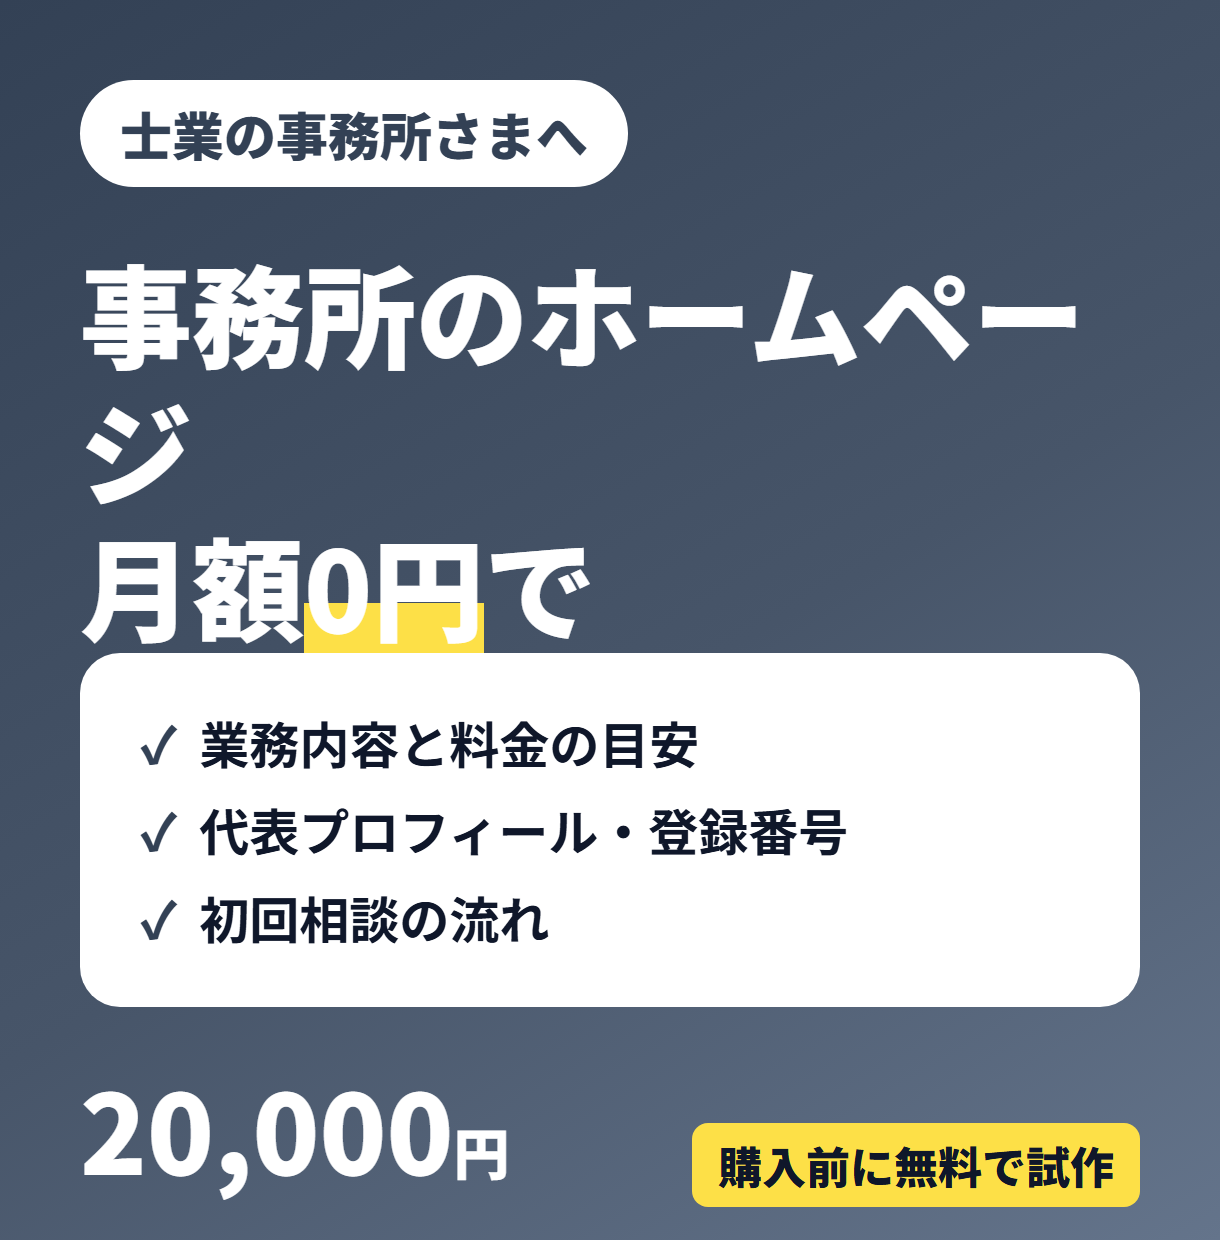 士業の事務所さまへ
事務所のホームペー
ジ
月額0円で
✓ 業務内容と料金の目安
✓ 代表プロフィール・登録番号
✓ 初回相談の流れ
20,000円
購入前に無料で試作